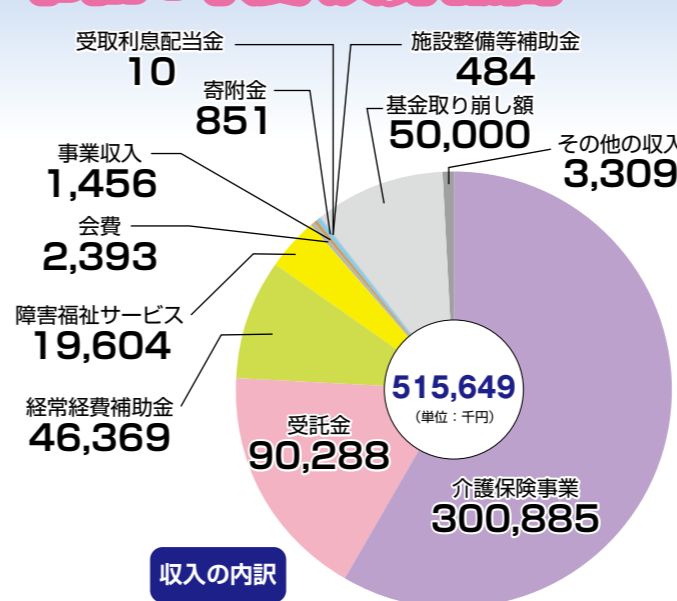 受取利息配当金
10
施設整備等補助金
484
寄附金
851
基金取り崩し額
50,000
その他の収入
3,309
事業収入
1,456
会費
2,393
障害福祉サービス
19,604
経常経費補助金
46,369
515,649
(単位：千円)
受託金
90,288
介護保険事業
300,885
収入の内訳